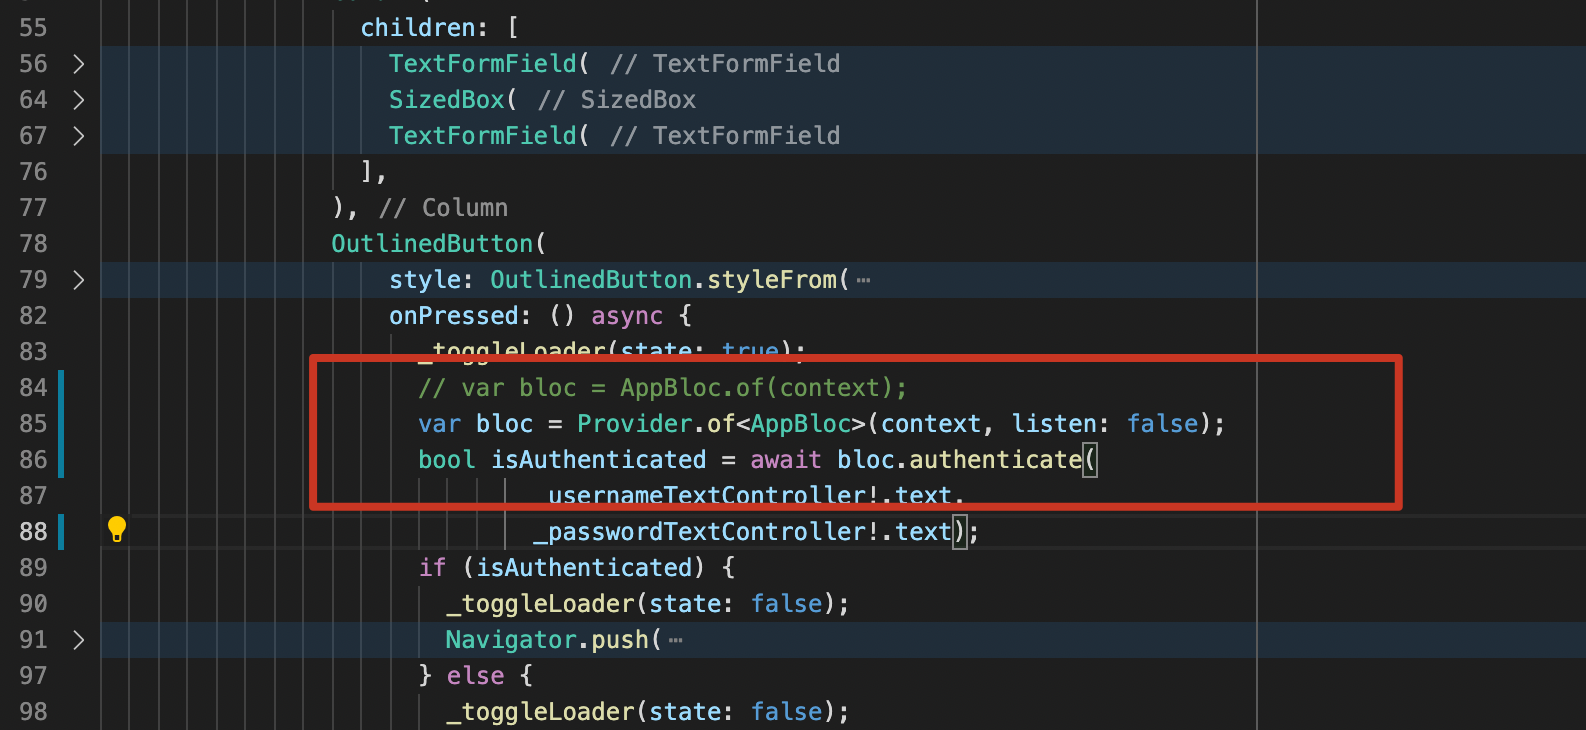 55 children: [
56 TextFormField( // TextFormField
64 SizedBox( // SizedBox
67 TextFormField( // TextFormField
76 ],
77 ), // Column
78 OutlinedButton(
79 style: OutlinedButton.styleFrom(…
82 onPressed: () async {
83 _toggleLoader(state: true);
84 // var bloc = AppBloc.of(context);
85 var bloc = Provider.of<AppBloc>(context, listen: false);
86 bool isAuthenticated = await bloc.authenticate(
87 _usernameTextController!.text,
88 _passwordTextController!.text);
89 if (isAuthenticated) {
90 _toggleLoader(state: false);
91 Navigator.push(…
97 } else {
98 _toggleLoader(state: false);